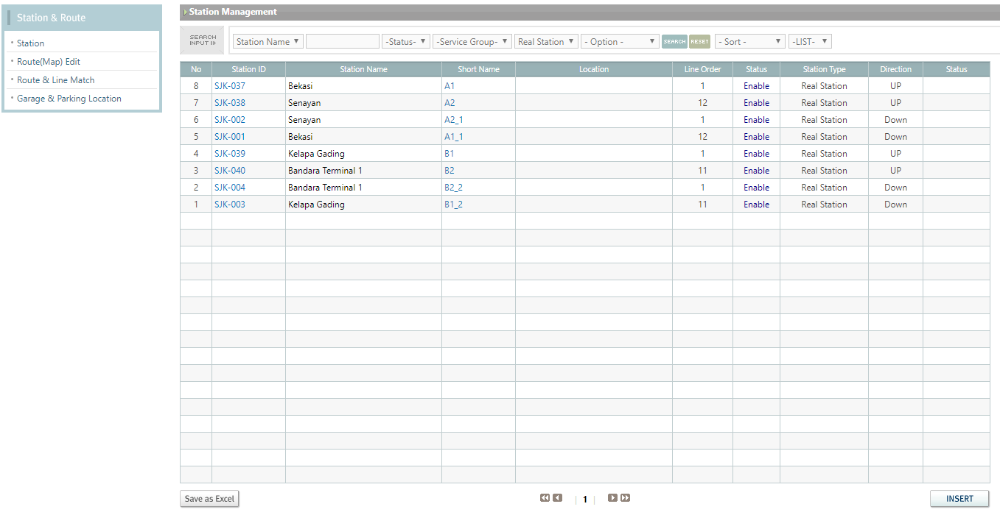 Station & Route
Station
Route(Map) Edit
Route & Line Match
Garage & Parking Location
Station Management
SEARCH
INPUT
Station Name -Status- -Service Group- Real Station - Option - SEARCH RESET - Sort - -LIST-
No Station ID Station Name Short Name Location Line Order Status Station Type Direction Status
8 SJK-037 Bekasi A1 1 Enable Real Station UP
7 SJK-038 Senayan A2 12 Enable Real Station UP
6 SJK-002 Senayan A2_1 1 Enable Real Station Down
5 SJK-001 Bekasi A1_1 12 Enable Real Station Down
4 SJK-039 Kelapa Gading B1 1 Enable Real Station UP
3 SJK-040 Bandara Terminal 1 B2 11 Enable Real Station UP
2 SJK-004 Bandara Terminal 1 B2_2 1 Enable Real Station Down
1 SJK-003 Kelapa Gading B1_2 11 Enable Real Station Down
Save as Excel | 1 | INSERT